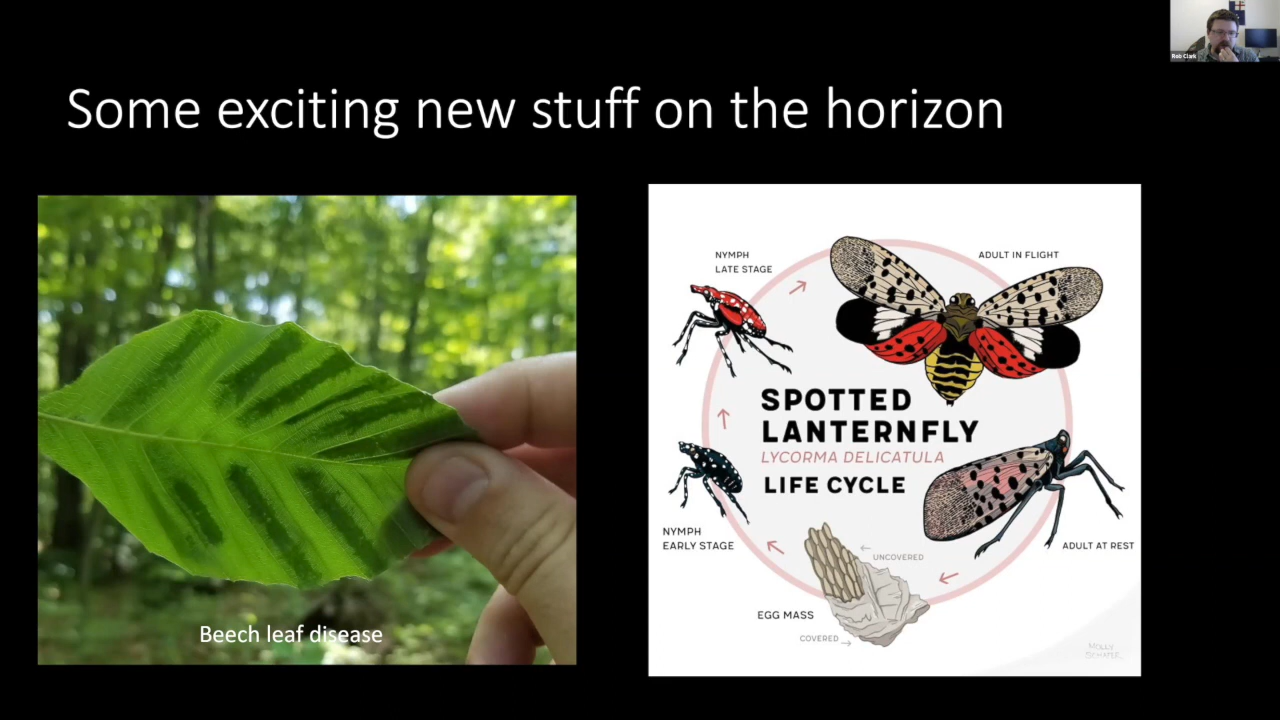 Rob Clark
Some exciting new stuff on the horizon
Beech leaf disease
NYMPH
LATE STAGE
ADULT IN FLIGHT
SPOTTED
LANTERNFLY
LYCORMA DELICATULA
LIFE CYCLE
NYMPH
EARLY STAGE
ADULT AT REST
UNCOVERED
EGG MASS
COVERED
MOLLY